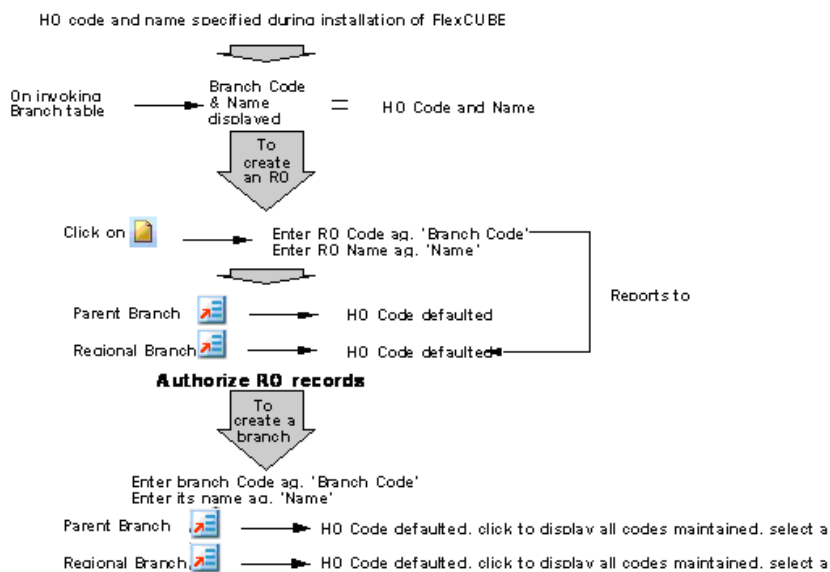 HO code and name specified during installation of FlexCUBE
On invoking
Branch table
Branch Code
& Name
displayed
=
HO Code and Name
To
create
an RO
Click on
Enter RO Code ag. 'Branch Code'
Enter RO Name ag. 'Name'
Reports to
Parent Branch
HO Code defaulted
Regional Branch
HO Code defaulted
Authorize RO records
To
create a
branch
Enter branch Code ag. 'Branch Code'
Enter its name ag. 'Name'
Parent Branch
HO Code defaulted. click to display all codes maintained. select a
Regional Branch
HO Code defaulted. click to display all codes maintained. select a